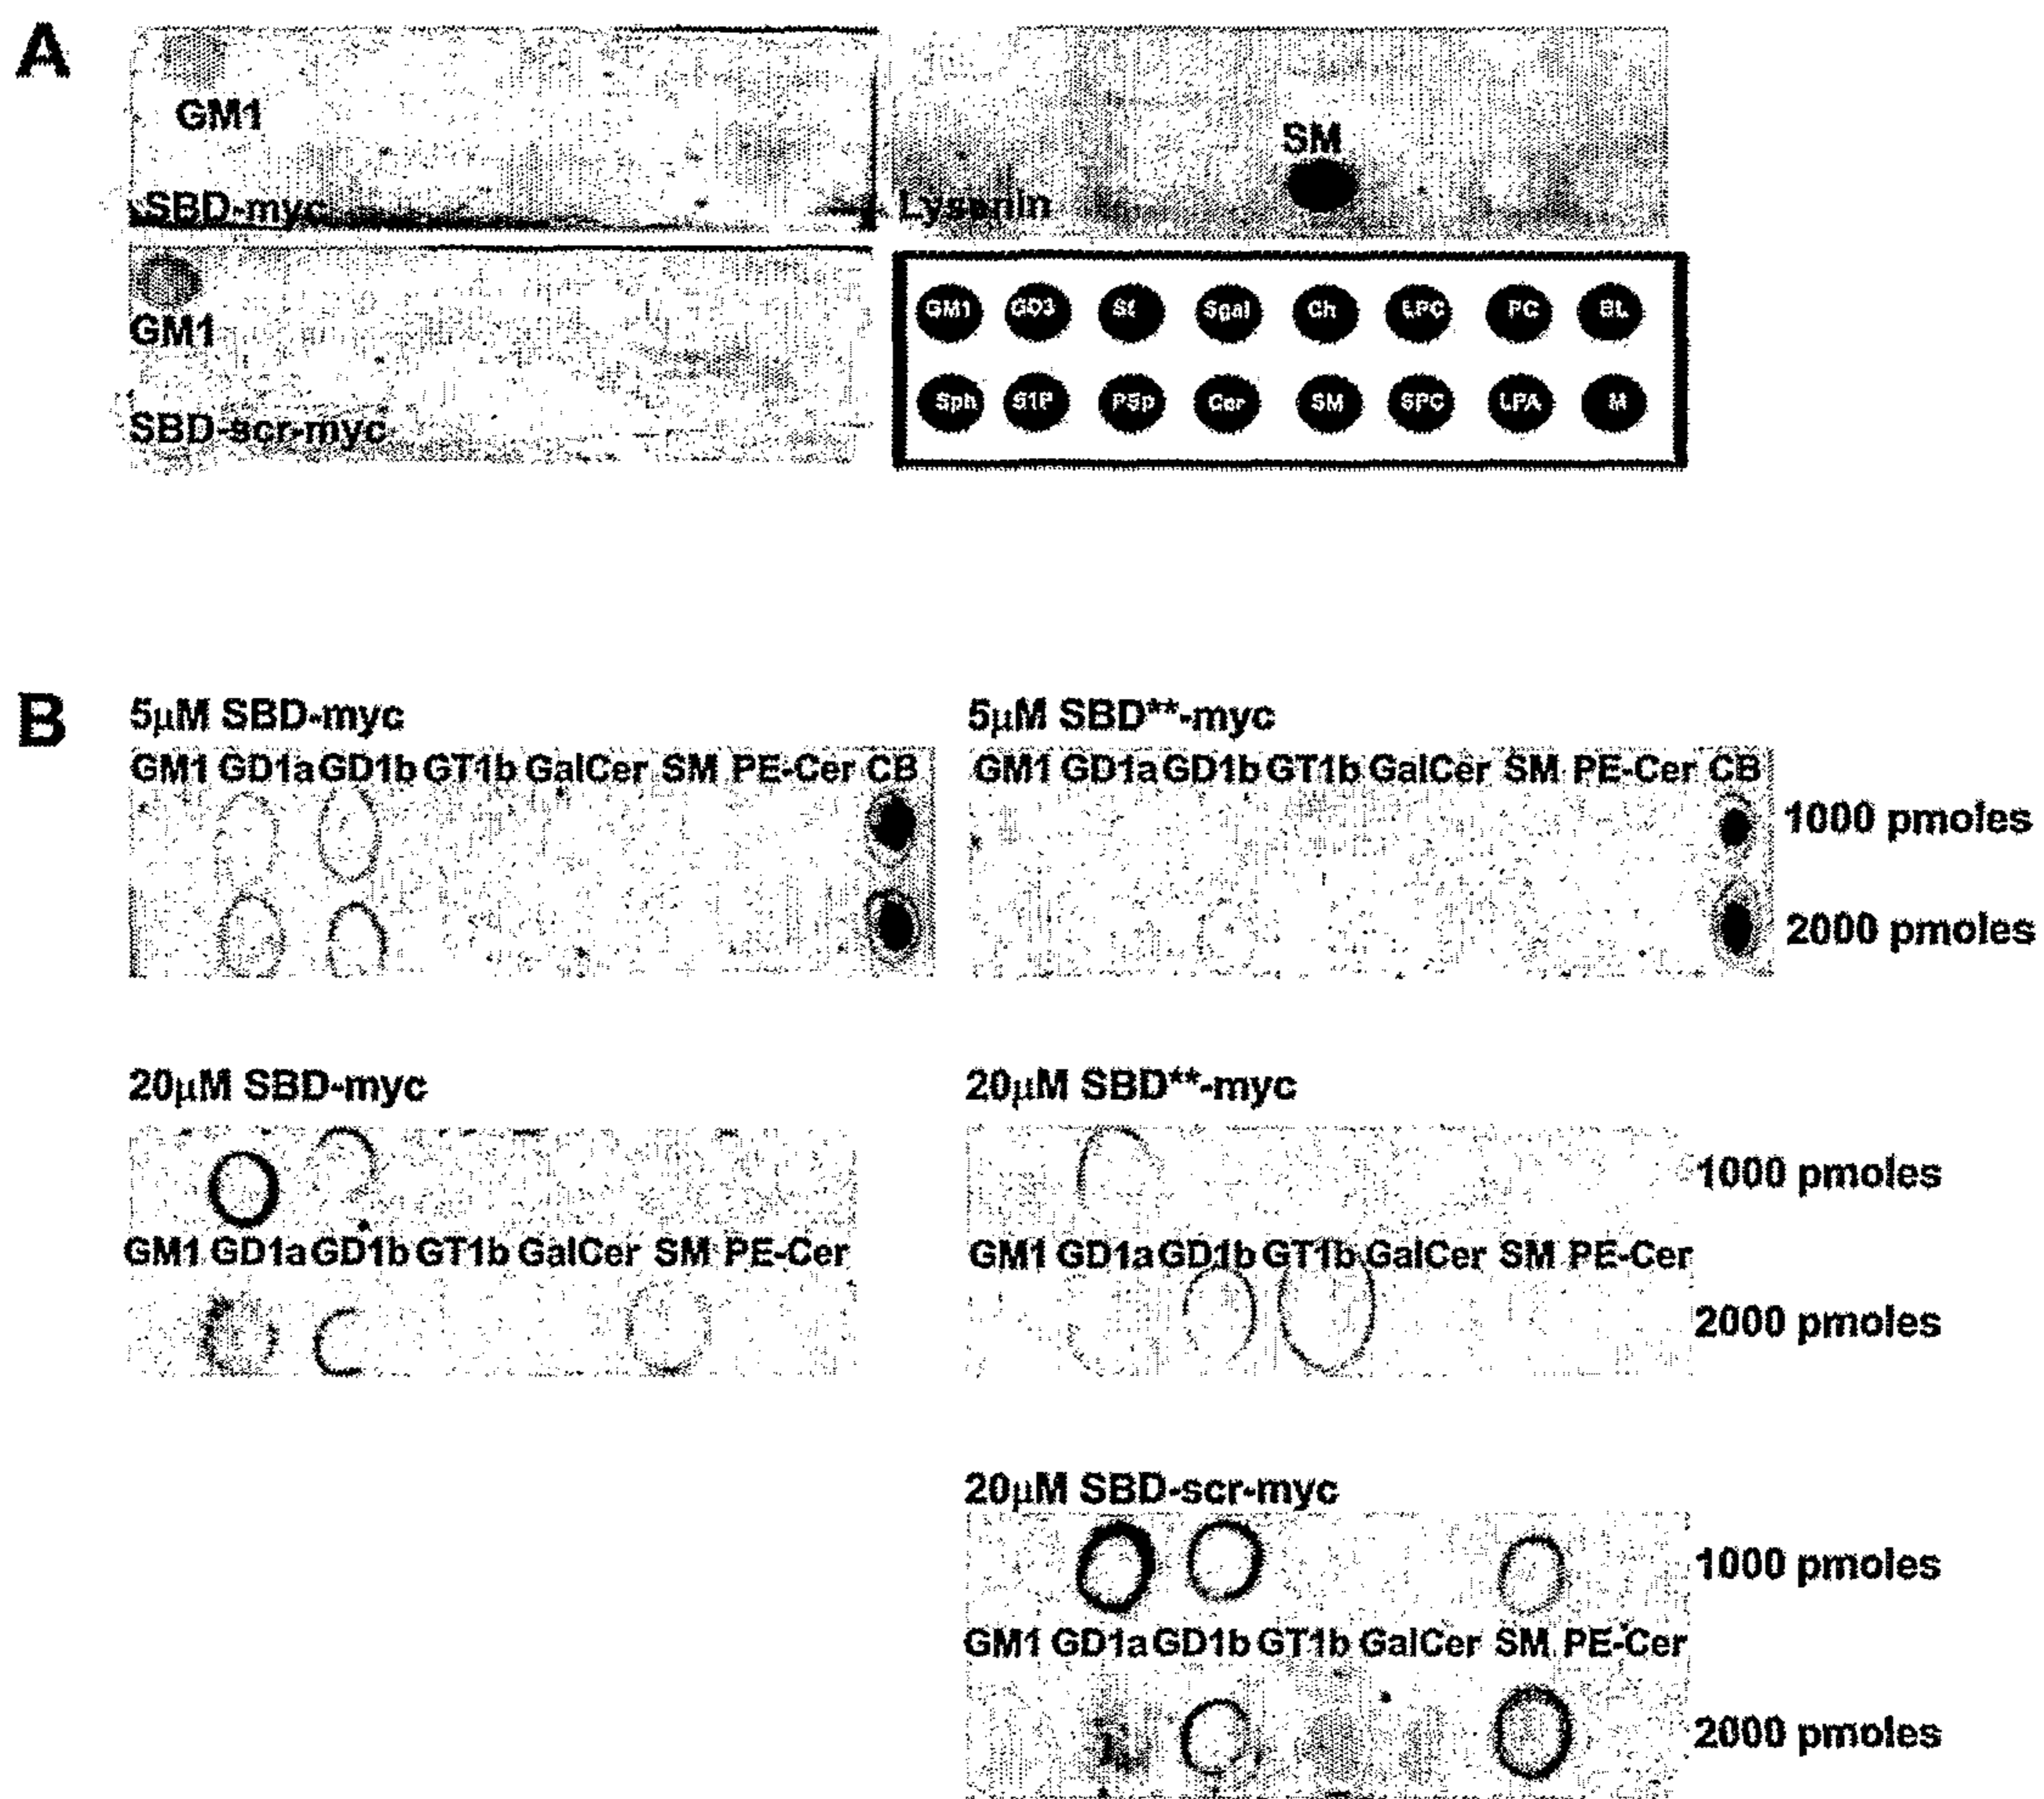 A
GM1
SBD-myc
SM
Lysenin
GM1
SBD-scr-myc
GM1 GD3 Sf Sgal Ch LPC PC BL
Sph S1P PSp Cer SM SPC LPA M
B
5µM SBD-myc
GM1 GD1a GD1b GT1b GalCer SM PE-Cer CB
5µM SBD**-myc
GM1 GD1a GD1b GT1b GalCer SM PE-Cer CB
1000 pmoles
2000 pmoles
20µM SBD-myc
GM1 GD1a GD1b GT1b GalCer SM PE-Cer
20µM SBD**-myc
1000 pmoles
GM1 GD1a GD1b GT1b GalCer SM PE-Cer
2000 pmoles
20µM SBD-scr-myc
1000 pmoles
GM1 GD1a GD1b GT1b GalCer SM PE-Cer
2000 pmoles